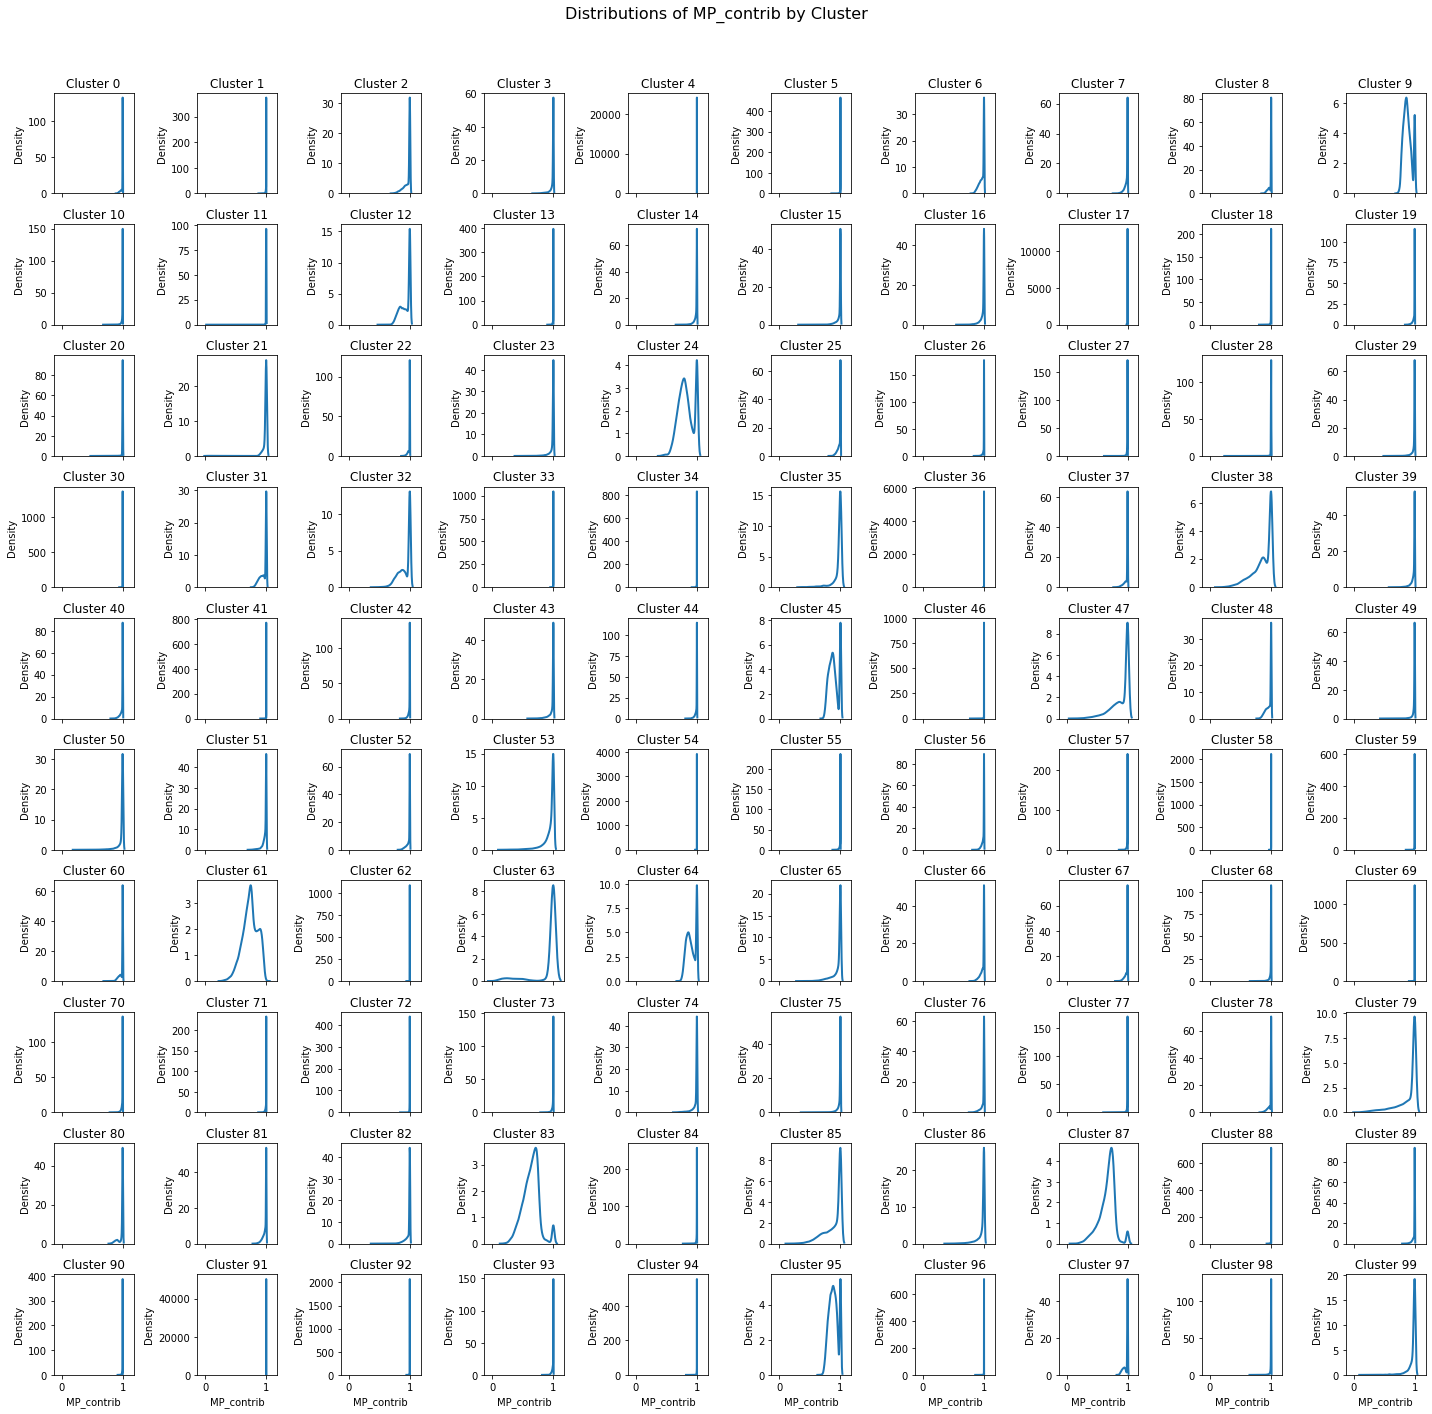 Distributions of MP_contrib by Cluster
Cluster 0 Cluster 1 Cluster 2 Cluster 3 Cluster 4 Cluster 5 Cluster 6 Cluster 7 Cluster 8 Cluster 9
Density 100 50 0
Density 300 200 100 0
Density 30 20 10 0
Density 60 40 20 0
Density 20000 10000 0
Density 400 300 200 100 0
Density 30 20 10 0
Density 60 40 20 0
Density 80 60 40 20 0
Density 6 4 2 0
Cluster 10 Cluster 11 Cluster 12 Cluster 13 Cluster 14 Cluster 15 Cluster 16 Cluster 17 Cluster 18 Cluster 19
Density 150 100 50 0
Density 100 75 50 25 0
Density 15 10 5 0
Density 400 300 200 100 0
Density 60 40 20 0
Density 40 20 0
Density 40 20 0
Density 10000 5000 0
Density 200 150 100 50 0
Density 100 75 50 25 0
Cluster 20 Cluster 21 Cluster 22 Cluster 23 Cluster 24 Cluster 25 Cluster 26 Cluster 27 Cluster 28 Cluster 29
Density 80 60 40 20 0
Density 20 10 0
Density 100 50 0
Density 40 30 20 10 0
Density 4 3 2 1 0
Density 60 40 20 0
Density 150 100 50 0
Density 150 100 50 0
Density 100 50 0
Density 60 40 20 0
Cluster 30 Cluster 31 Cluster 32 Cluster 33 Cluster 34 Cluster 35 Cluster 36 Cluster 37 Cluster 38 Cluster 39
Density 1000 500 0
Density 30 20 10 0
Density 10 5 0
Density 1000 750 500 250 0
Density 800 600 400 200 0
Density 15 10 5 0
Density 6000 4000 2000 0
Density 60 40 20 0
Density 6 4 2 0
Density 40 20 0
Cluster 40 Cluster 41 Cluster 42 Cluster 43 Cluster 44 Cluster 45 Cluster 46 Cluster 47 Cluster 48 Cluster 49
Density 80 60 40 20 0
Density 800 600 400 200 0
Density 100 50 0
Density 40 20 0
Density 100 75 50 25 0
Density 8 6 4 2 0
Density 1000 750 500 250 0
Density 8 6 4 2 0
Density 30 20 10 0
Density 60 40 20 0
Cluster 50 Cluster 51 Cluster 52 Cluster 53 Cluster 54 Cluster 55 Cluster 56 Cluster 57 Cluster 58 Cluster 59
Density 30 20 10 0
Density 40 30 20 10 0
Density 60 40 20 0
Density 15 10 5 0
Density 4000 3000 2000 1000 0
Density 200 150 100 50 0
Density 80 60 40 20 0
Density 200 100 0
Density 2000 1500 1000 500 0
Density 600 400 200 0
Cluster 60 Cluster 61 Cluster 62 Cluster 63 Cluster 64 Cluster 65 Cluster 66 Cluster 67 Cluster 68 Cluster 69
Density 60 40 20 0
Density 3 2 1 0
Density 1000 750 500 250 0
Density 8 6 4 2 0
Density 10.0 7.5 5.0 2.5 0.0
Density 20 15 10 5 0
Density 40 20 0
Density 60 40 20 0
Density 100 75 50 25 0
Density 1000 500 0
Cluster 70 Cluster 71 Cluster 72 Cluster 73 Cluster 74 Cluster 75 Cluster 76 Cluster 77 Cluster 78 Cluster 79
Density 100 50 0
Density 200 150 100 50 0
Density 400 300 200 100 0
Density 150 100 50 0
Density 40 30 20 10 0
Density 40 20 0
Density 60 40 20 0
Density 150 100 50 0
Density 60 40 20 0
Density 10.0 7.5 5.0 2.5 0.0
Cluster 80 Cluster 81 Cluster 82 Cluster 83 Cluster 84 Cluster 85 Cluster 86 Cluster 87 Cluster 88 Cluster 89
Density 40 20 0
Density 40 20 0
Density 40 30 20 10 0
Density 3 2 1 0
Density 200 100 0
Density 8 6 4 2 0
Density 20 10 0
Density 4 3 2 1 0
Density 600 400 200 0
Density 80 60 40 20 0
Cluster 90 Cluster 91 Cluster 92 Cluster 93 Cluster 94 Cluster 95 Cluster 96 Cluster 97 Cluster 98 Cluster 99
Density 400 300 200 100 0
Density 40000 20000 0
Density 2000 1500 1000 500 0
Density 150 100 50 0
Density 400 200 0
Density 4 2 0
Density 600 400 200 0
Density 40 20 0
Density 100 50 0
Density 20 15 10 5 0
0 1 0 1 0 1 0 1 0 1 0 1 0 1 0 1 0 1 0 1
MP_contrib MP_contrib MP_contrib MP_contrib MP_contrib MP_contrib MP_contrib MP_contrib MP_contrib MP_contrib